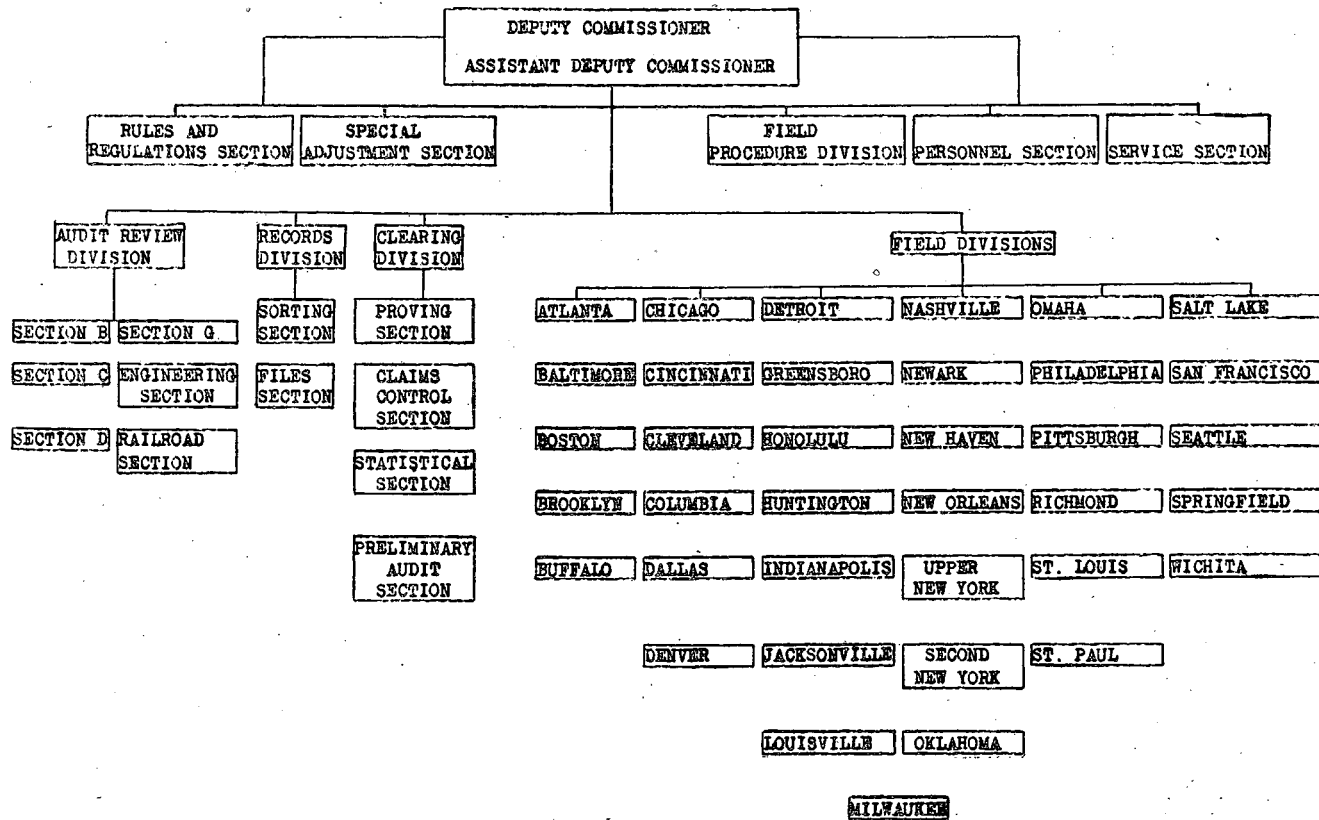 DEPUTY COMMISSIONER
ASSISTANT DEPUTY COMMISSIONER
RULES AND
REGULATIONS SECTION
SPECIAL
ADJUSTMENT SECTION
FIELD
PROCEDURE DIVISION
PERSONNEL SECTION
SERVICE SECTION
AUDIT REVIEW
DIVISION
RECORDS
DIVISION
CLEARING
DIVISION
FIELD DIVISIONS
SECTION B
SECTION G
SECTION C
ENGINEERING
SECTION
SECTION D
RAILROAD
SECTION
SORTING
SECTION
FILES
SECTION
PROVING
SECTION
CLAIMS
CONTROL
SECTION
STATISTICAL
SECTION
PRELIMINARY
AUDIT
SECTION
ATLANTA
BALTIMORE
BOSTON
BROOKLYN
BUFFALO
CHICAGO
CINCINNATI
CLEVELAND
COLUMBIA
DALLAS
DENVER
DETROIT
GREENSBORO
HONOLULU
HUNTINGTON
INDIANAPOLIS
JACKSONVILLE
LOUISVILLE
MILWAUKEE
NASHVILLE
NEWARK
NEW HAVEN
NEW ORLEANS
UPPER
NEW YORK
SECOND
NEW YORK
OKLAHOMA
OMAHA
PHILADELPHIA
PITTSBURGH
RICHMOND
ST. LOUIS
ST. PAUL
SALT LAKE
SAN FRANCISCO
SEATTLE
SPRINGFIELD
WICHITA